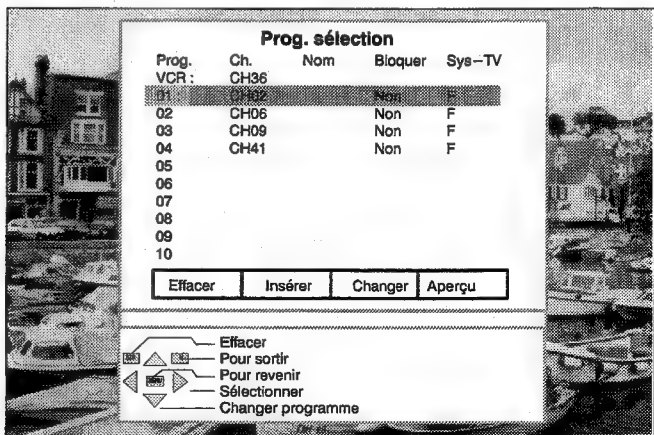 Prog. sélection
Prog. Ch. Nom Bloquer Sys-TV
VCR : CH36
01 : CH02 Non F
02 CH06 Non F
03 CH09 Non F
04 CH41 Non F
05
06
07
08
09
10
Effacer Insérer Changer Aperçu
Effacer
Pour sortir
Pour revenir
Sélectionner
Changer programme